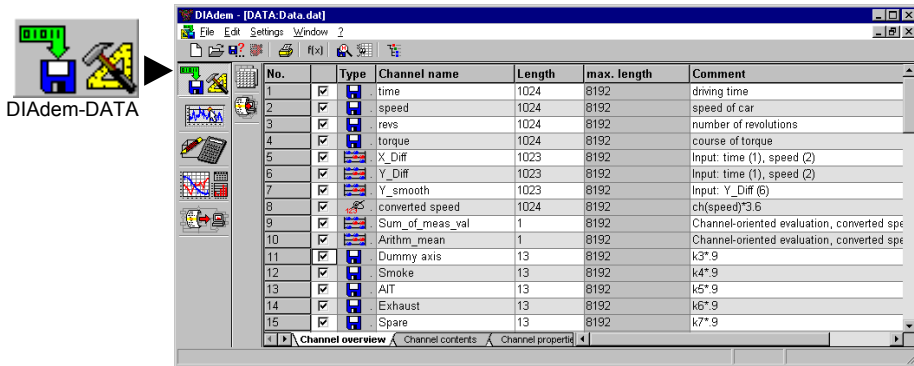 DIAdem - [DATA:Data.dat]
File Edit Settings Window ?
DIAdem-DATA
No. Type Channel name Length max. length Comment
1 time 1024 8192 driving time
2 speed 1024 8192 speed of car
3 revs 1024 8192 number of revolutions
4 torque 1024 8192 course of torque
5 X_Diff 1023 8192 Input: time (1), speed (2)
6 Y_Diff 1023 8192 Input: time (1), speed (2)
7 Y_smooth 1023 8192 Input: Y_Diff (6)
8 converted speed 1024 8192 ch(speed)*3.6
9 Sum_of_meas_val 1 8192 Channel-oriented evaluation, converted spe
10 Arithm_mean 1 8192 Channel-oriented evaluation, converted spe
11 Dummy axis 13 8192 k3*.9
12 Smoke 13 8192 k4*.9
13 AIT 13 8192 k5*.9
14 Exhaust 13 8192 k6*.9
15 Spare 13 8192 k7*.9
Channel overview Channel contents Channel propertie